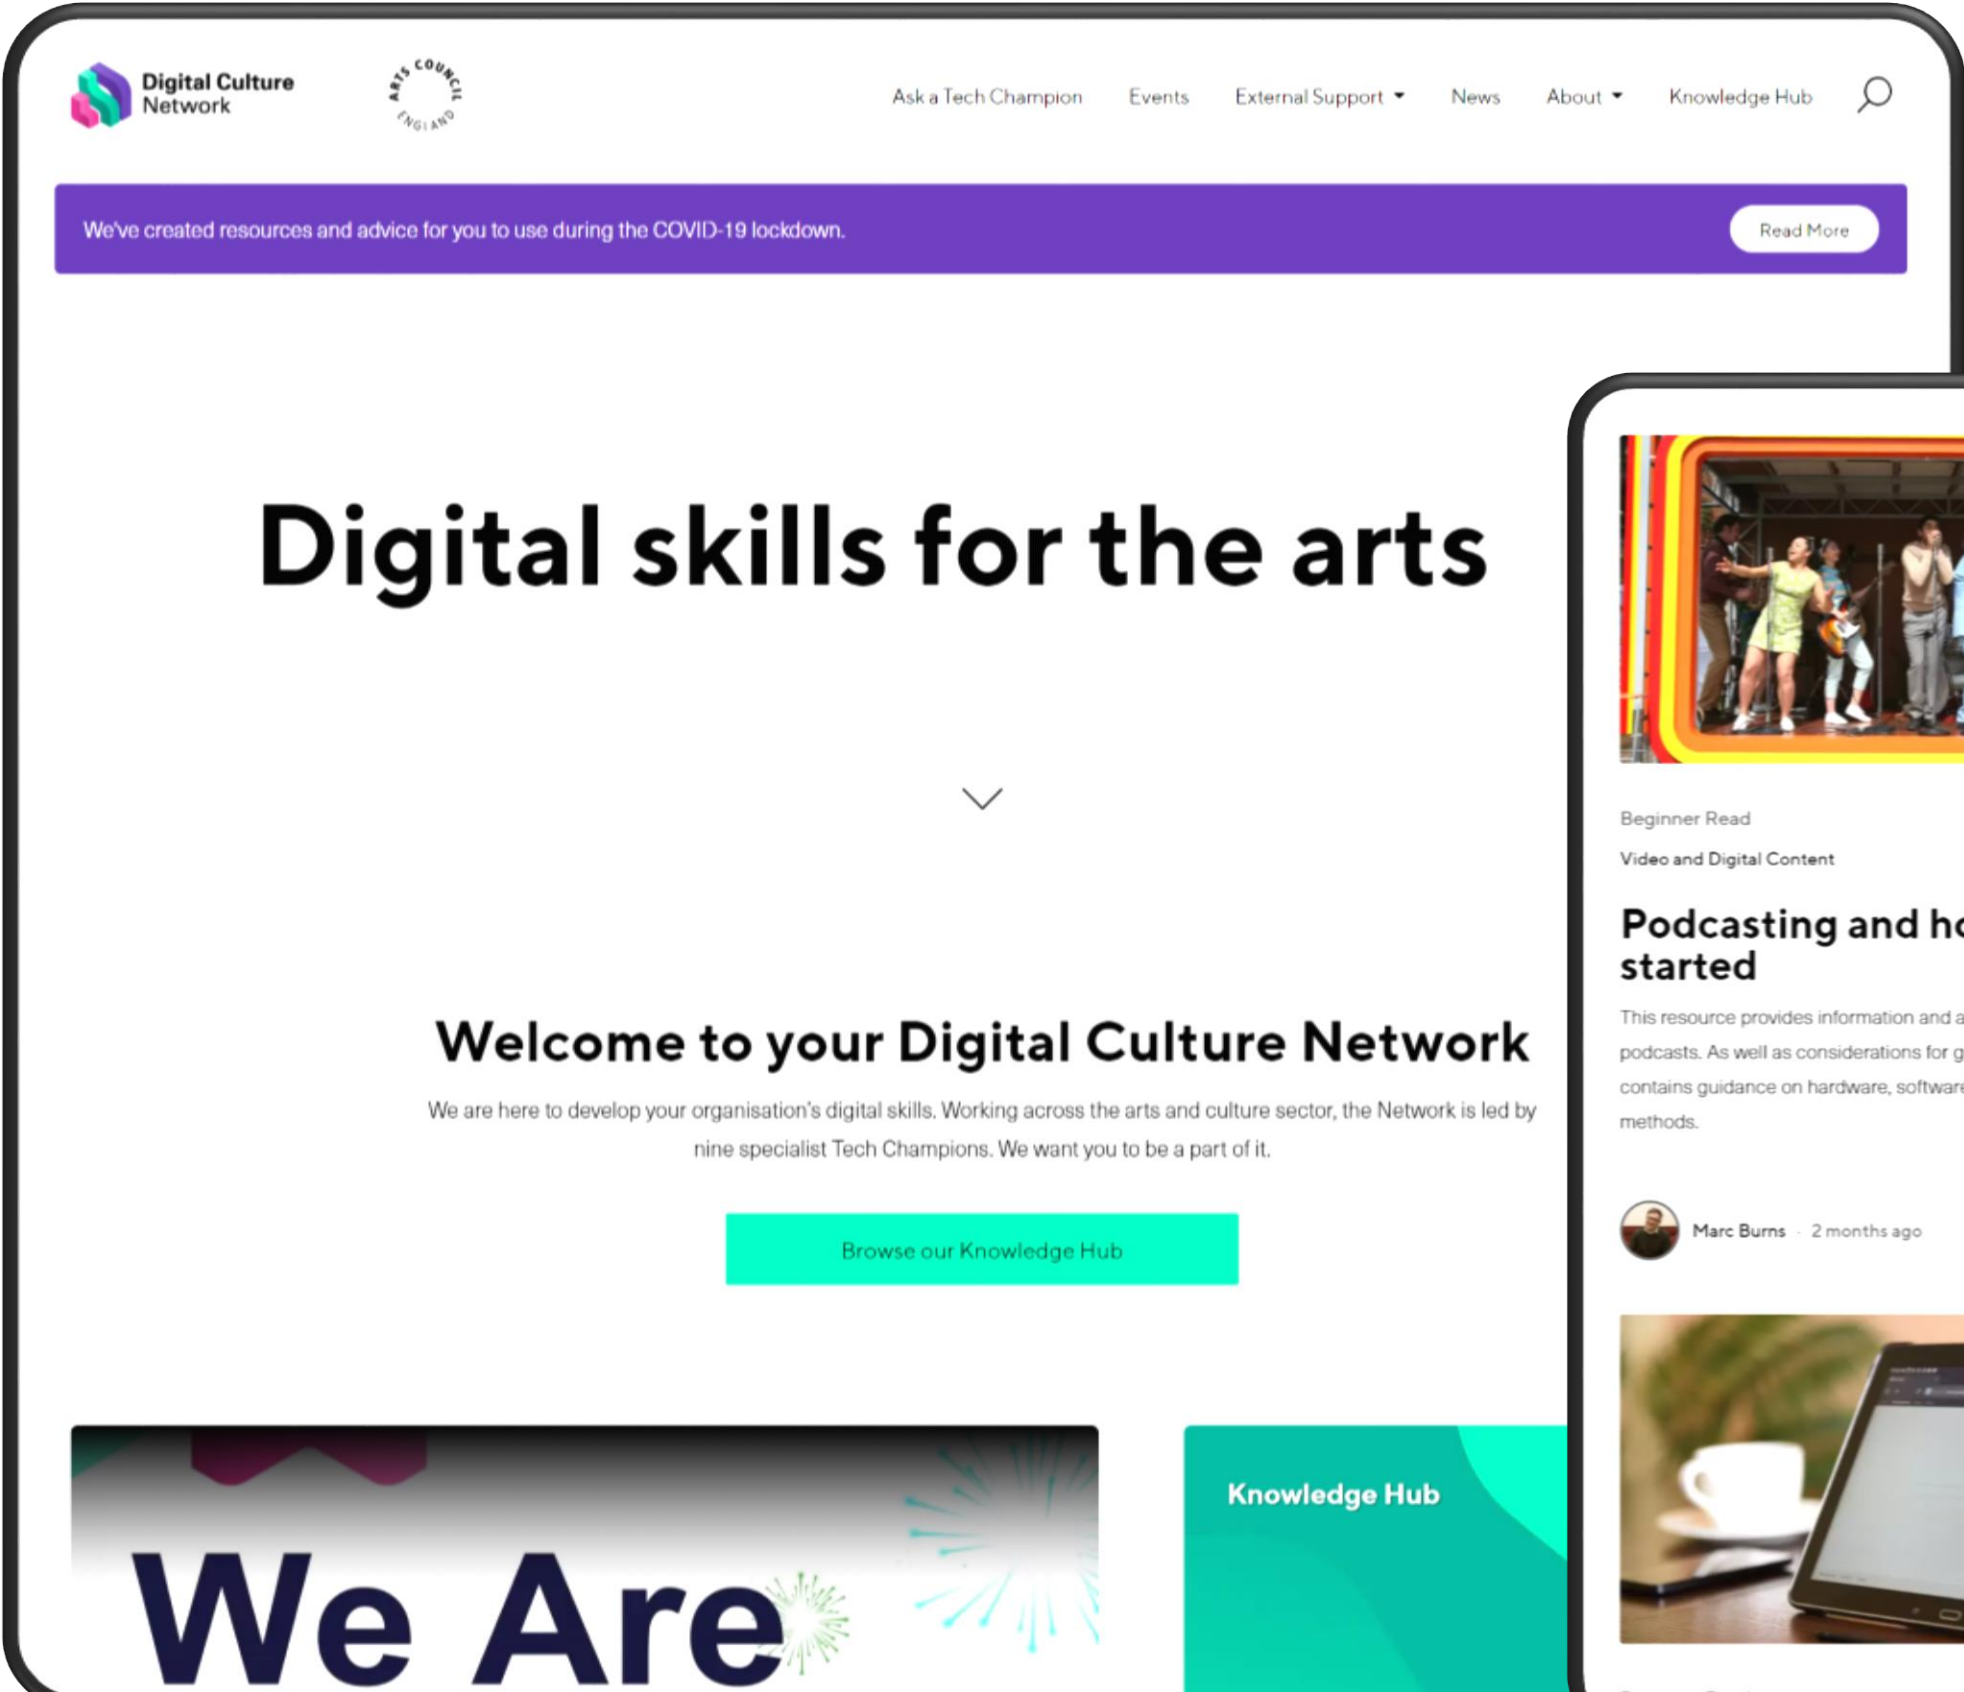 Digital Culture
Network
ARTS COUNCIL
ENGLAND
Ask a Tech Champion
Events
External Support
News
About
Knowledge Hub
We've created resources and advice for you to use during the COVID-19 lockdown.
Read More
Digital skills for the arts
Welcome to your Digital Culture Network
We are here to develop your organisation's digital skills. Working across the arts and culture sector, the Network is led by
nine specialist Tech Champions. We want you to be a part of it.
Browse our Knowledge Hub
We Are
Knowledge Hub
Beginner Read
Video and Digital Content
Podcasting and
started
This resource provides information and
podcasts. As well as considerations for
contains guidance on hardware, software
methods.
Marc Burns · 2 months ago